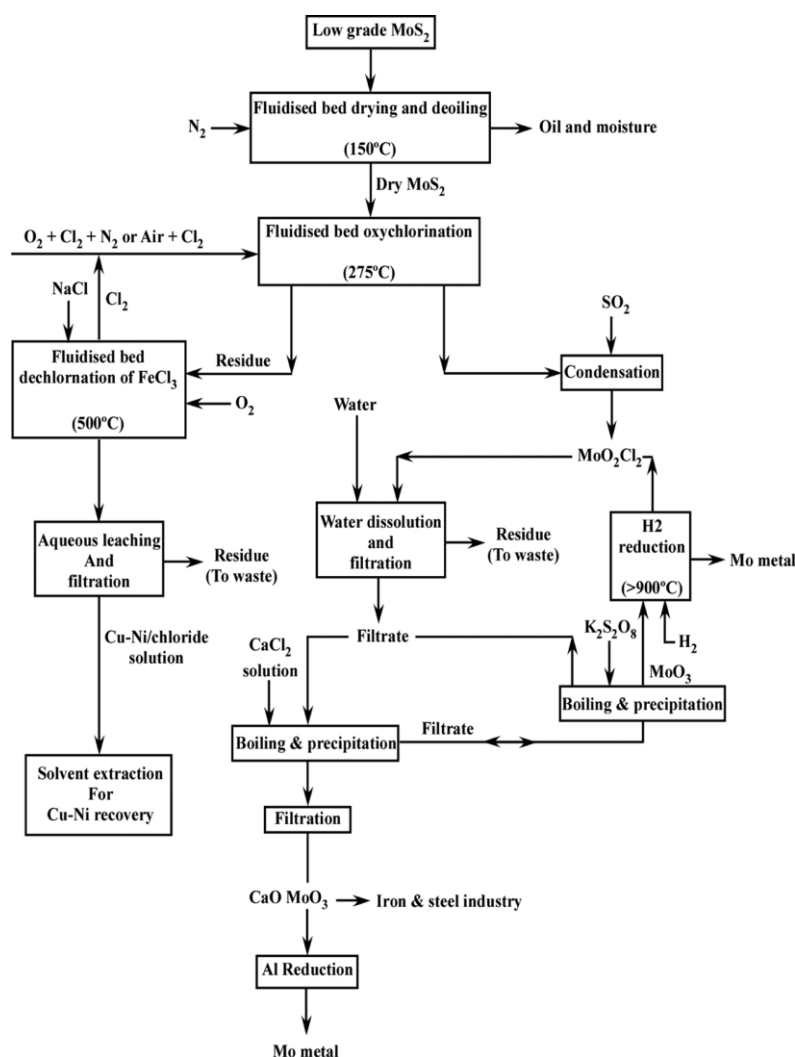 Low grade MoS₂
Fluidised bed drying and deoiling
(150ºC)
N₂
Oil and moisture
Dry MoS₂
O₂ + Cl₂ + N₂ or Air + Cl₂
Fluidised bed oxychlorination
(275ºC)
NaCl
Cl₂
SO₂
Fluidised bed
dechlornation of FeCl₃
(500ºC)
Residue
O₂
Condensation
Water
MoO₂Cl₂
Aqueous leaching
And
filtration
Residue
(To waste)
Water dissolution
and
filtration
Residue
(To waste)
H2
reduction
(>900ºC)
Mo metal
Cu-Ni/chloride
solution
Filtrate
K₂S₂O₈
H₂
MoO₃
CaCl₂
solution
Boiling & precipitation
Boiling & precipitation
Filtrate
Solvent extraction
For
Cu-Ni recovery
Filtration
CaO MoO₃
Iron & steel industry
Al Reduction
Mo metal